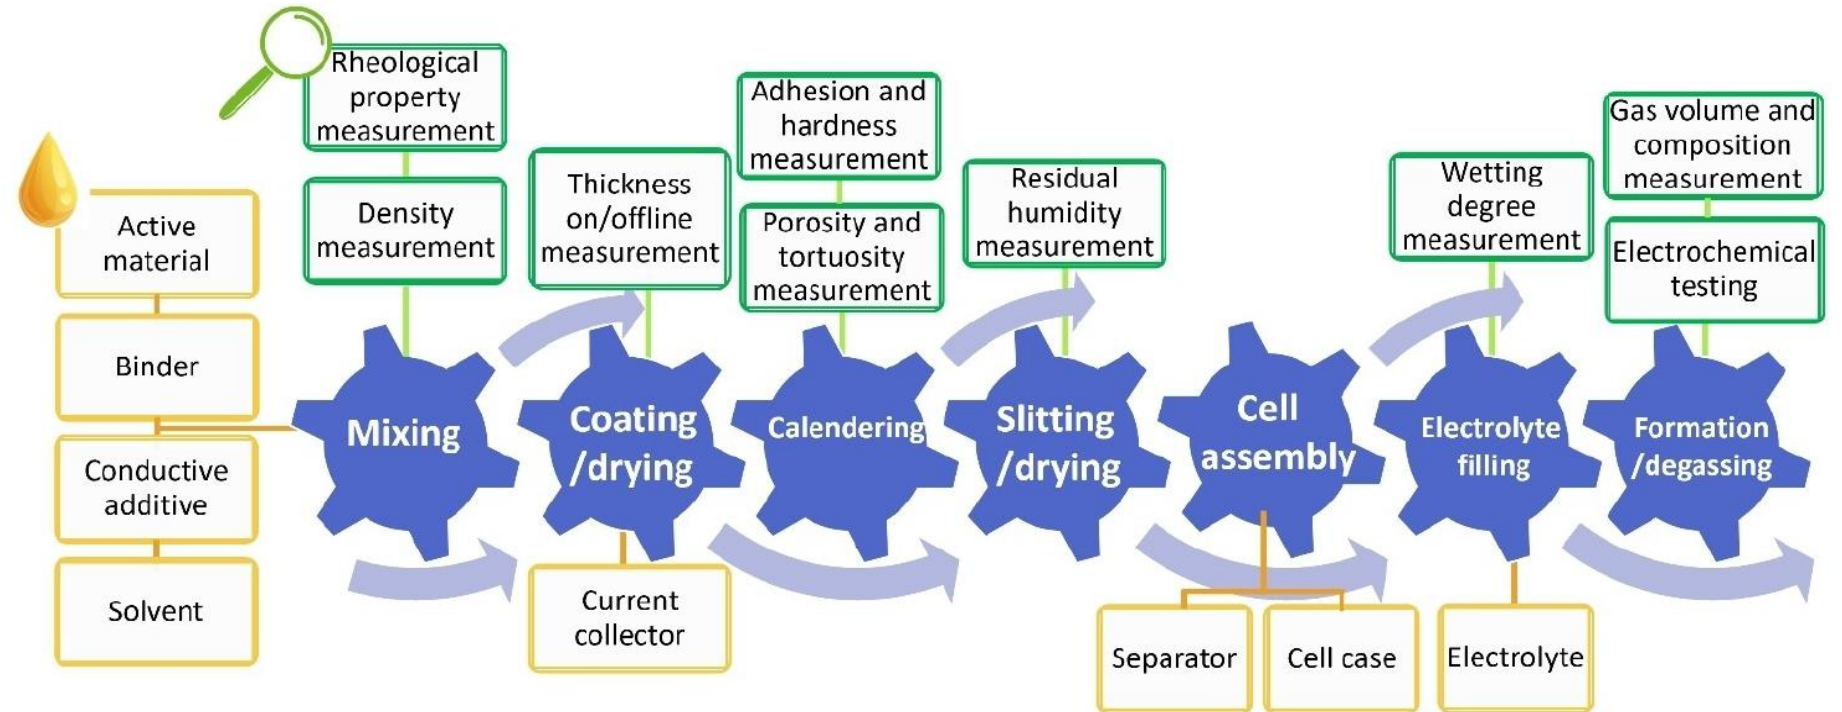 Rheological
property
measurement
Density
measurement
Thickness
on/offline
measurement
Adhesion and
hardness
measurement
Porosity and
tortuosity
measurement
Residual
humidity
measurement
Wetting
degree
measurement
Gas volume and
composition
measurement
Electrochemical
testing
Active
material
Binder
Conductive
additive
Solvent
Mixing
Coating
/drying
Calendering
Slitting
/drying
Cell
assembly
Electrolyte
filling
Formation
/degassing
Current
collector
Separator
Cell case
Electrolyte